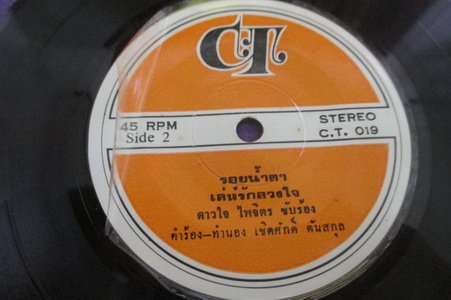 CT
45 RPM
Side 2
STEREO
C.T. 019
รอยน้ำตา
เล่ห์รักลวงใจ
ดาวใจ ไพจิตร ขับร้อง
คำร้อง-ทำนอง เชิดศักดิ์ ตันสกุล